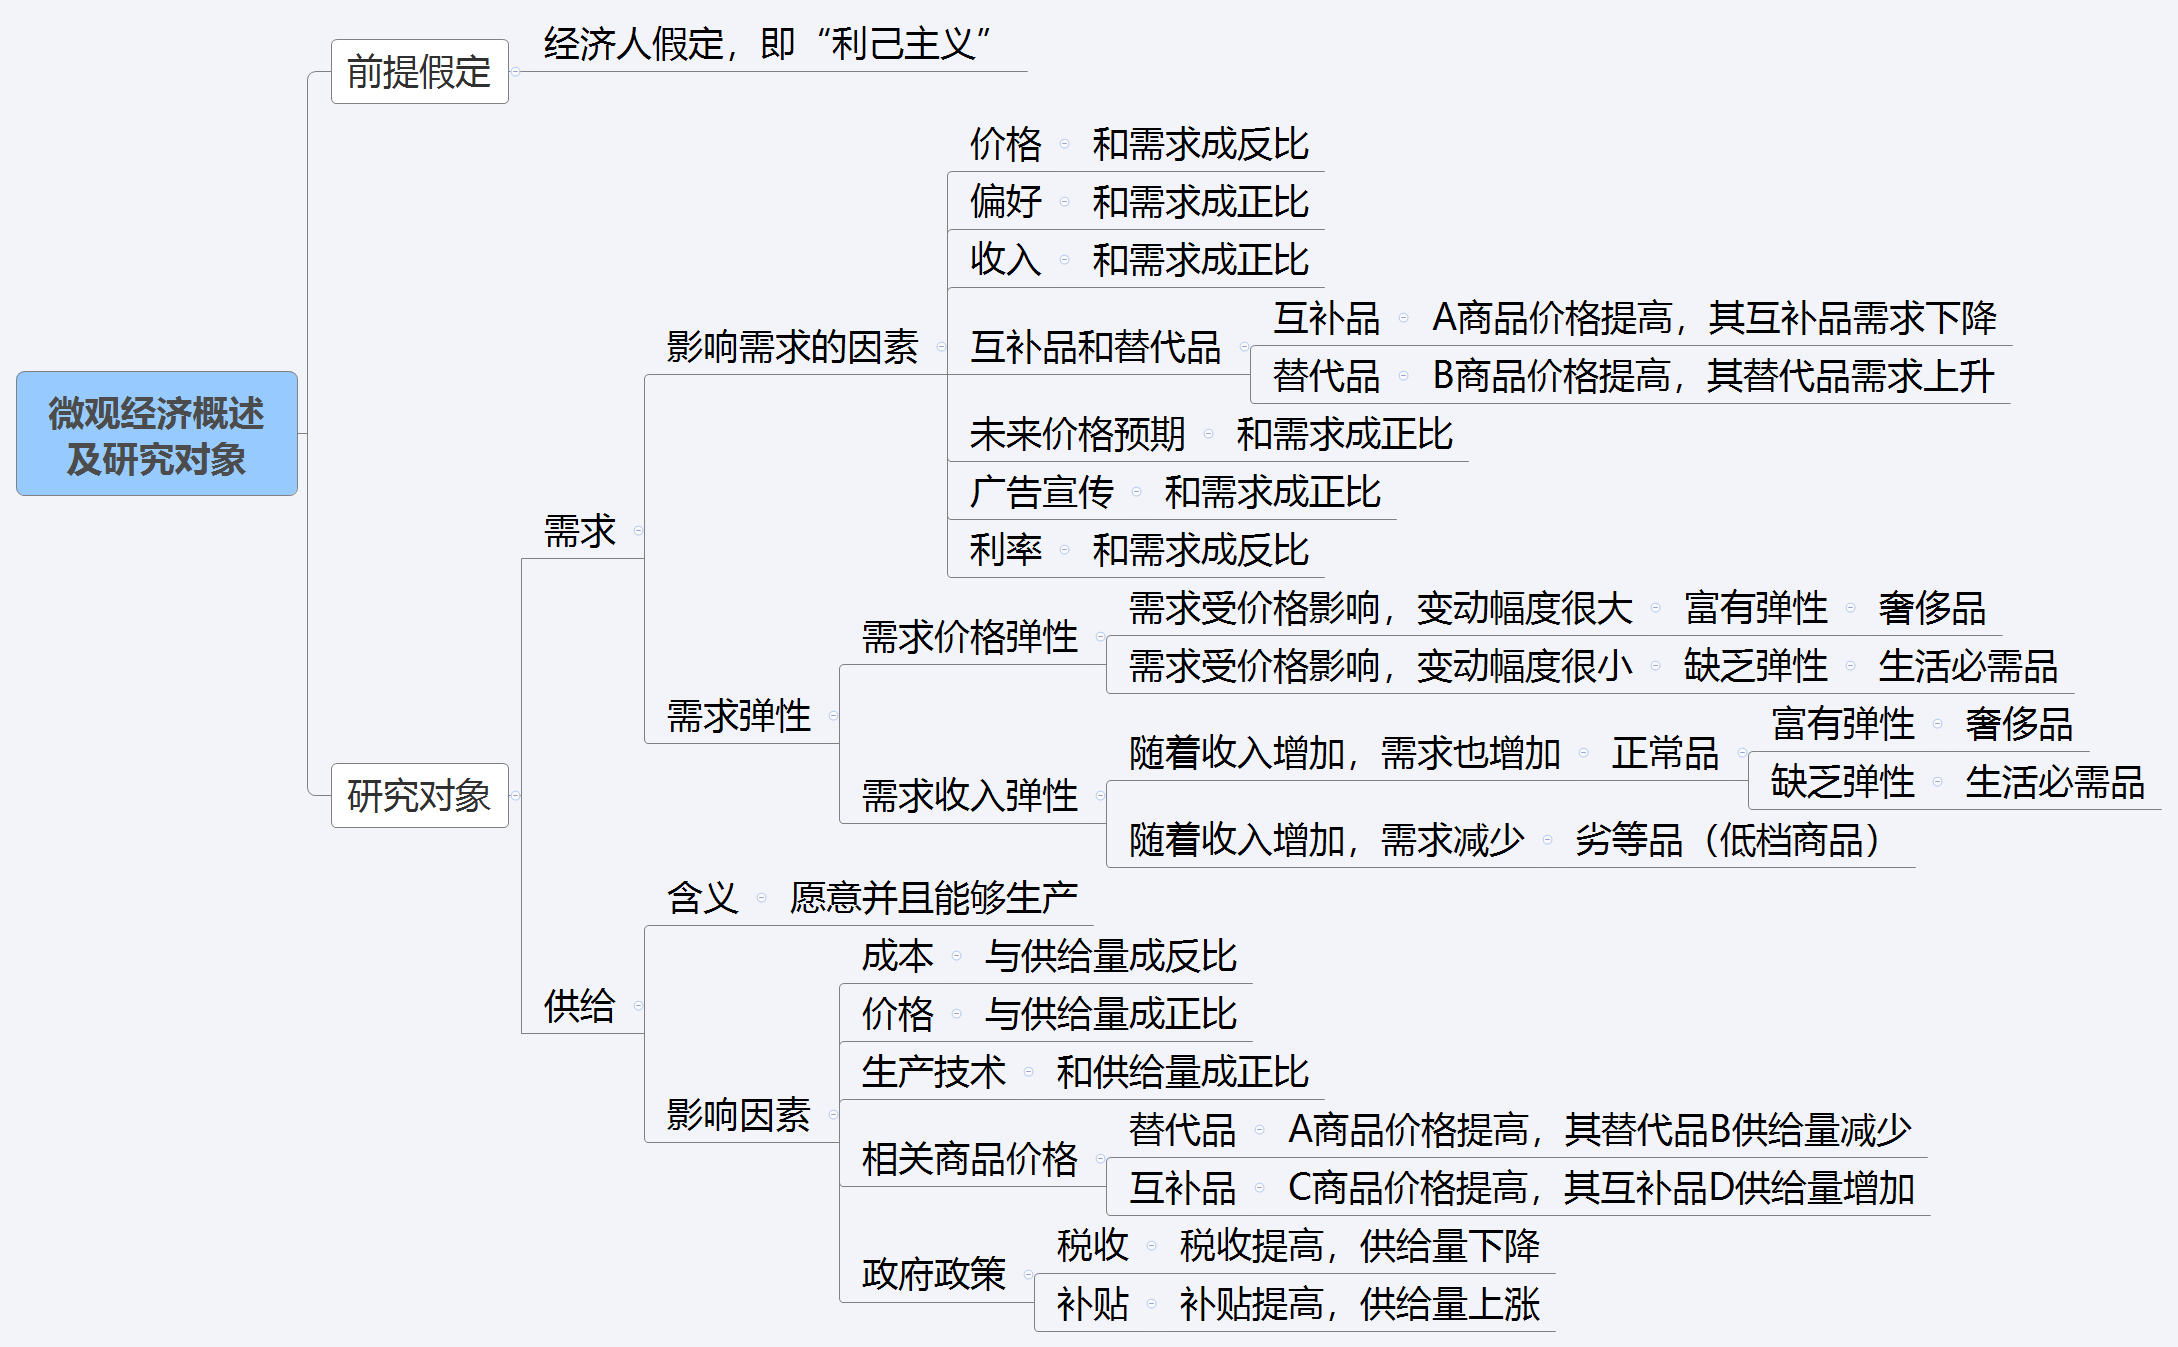 微观经济概述
及研究对象
前提假定
经济人假定，即“利己主义”
研究对象
需求
影响需求的因素
价格 和需求成反比
偏好 和需求成正比
收入 和需求成正比
互补品和替代品
互补品 A商品价格提高，其互补品需求下降
替代品 B商品价格提高，其替代品需求上升
未来价格预期 和需求成正比
广告宣传 和需求成正比
利率 和需求成反比
需求弹性
需求价格弹性
需求受价格影响，变动幅度很大 富有弹性 奢侈品
需求受价格影响，变动幅度很小 缺乏弹性 生活必需品
需求收入弹性
随着收入增加，需求也增加 正常品
富有弹性 奢侈品
缺乏弹性 生活必需品
随着收入增加，需求减少 劣等品（低档商品）
供给
含义 愿意并且能够生产
影响因素
成本 与供给量成反比
价格 与供给量成正比
生产技术 和供给量成正比
相关商品价格
替代品 A商品价格提高，其替代品B供给量减少
互补品 C商品价格提高，其互补品D供给量增加
政府政策
税收 税收提高，供给量下降
补贴 补贴提高，供给量上涨